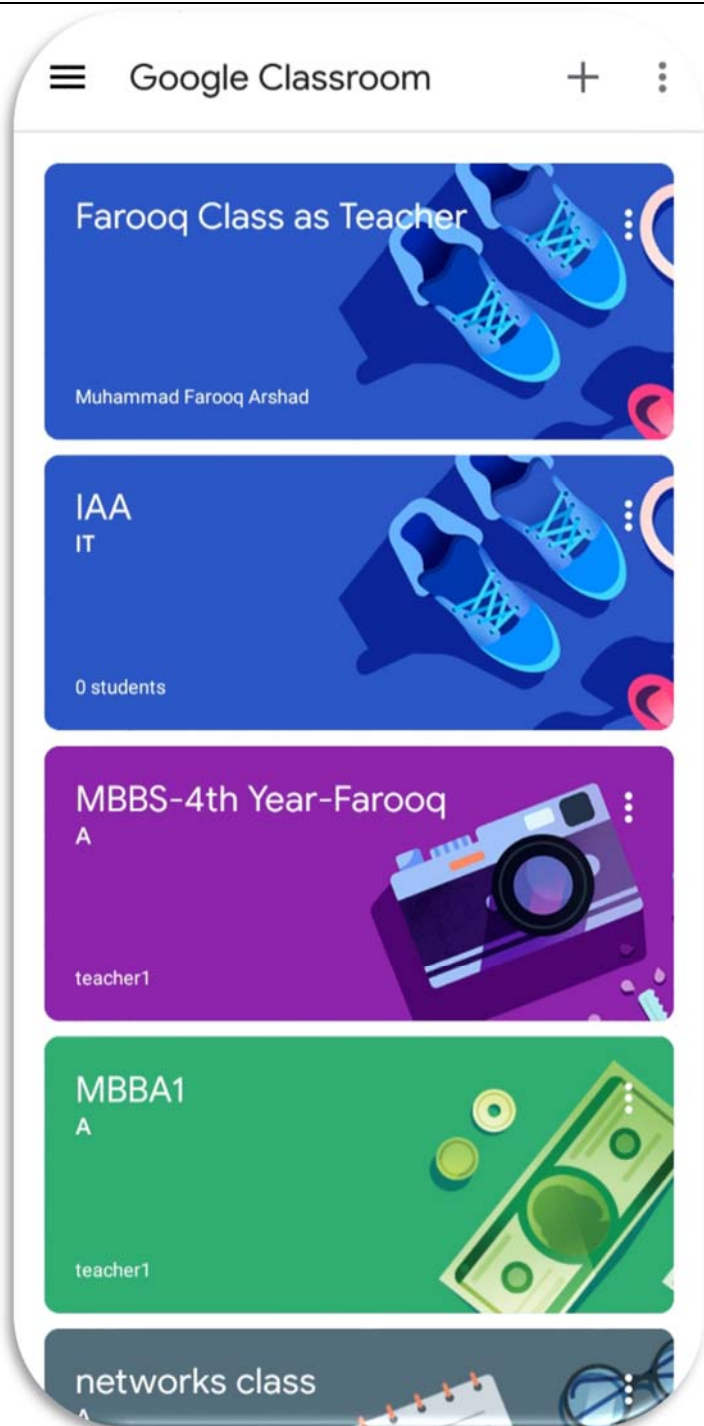 Google Classroom
Farooq Class as Teacher
Muhammad Farooq Arshad
IAA
IT
0 students
MBBS-4th Year-Farooq
A
teacher1
MBBA1
A
teacher1
networks class
A